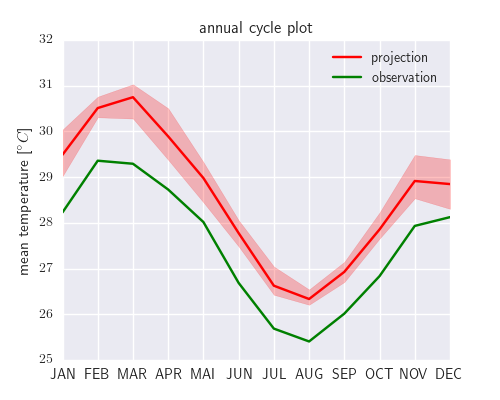 annual cycle plot
32
31
30
29
28
27
26
25
mean temperature [°C]
projection
observation
JAN FEB MAR APR MAI JUN JUL AUG SEP OCT NOV DEC